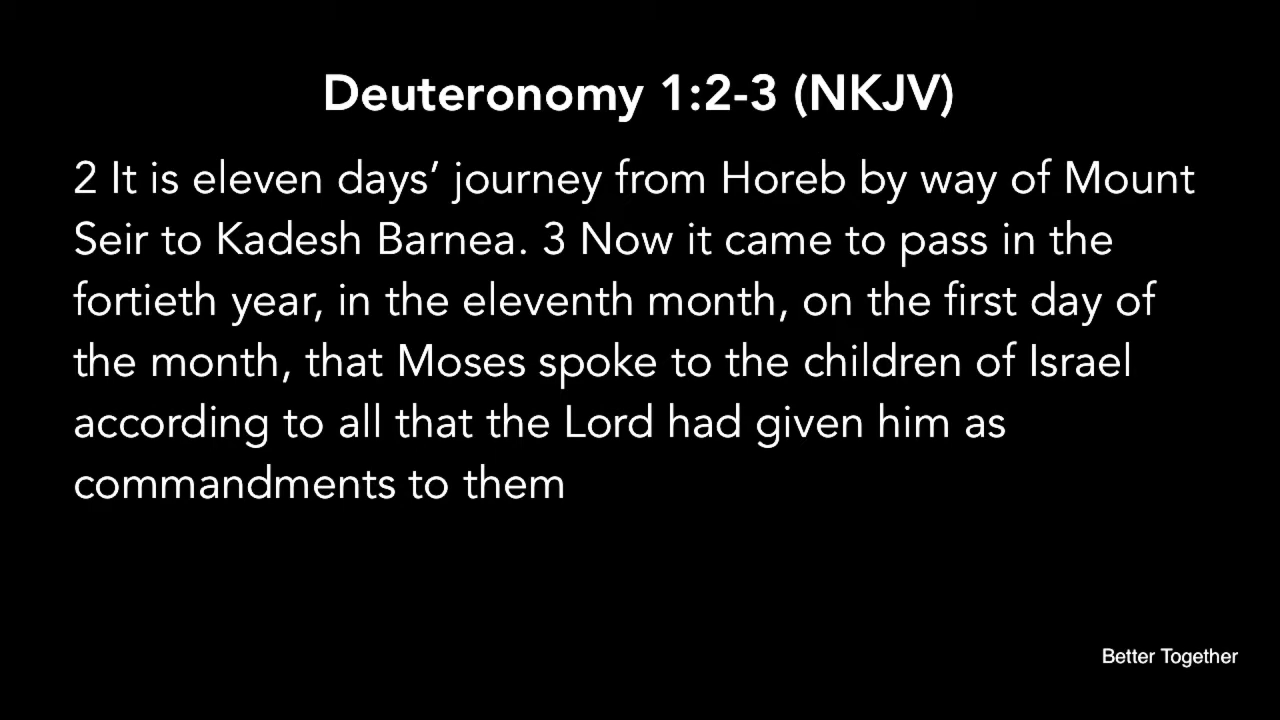 Deuteronomy 1:2-3 (NKJV)
2 It is eleven days’ journey from Horeb by way of Mount
Seir to Kadesh Barnea. 3 Now it came to pass in the
fortieth year, in the eleventh month, on the first day of
the month, that Moses spoke to the children of Israel
according to all that the Lord had given him as
commandments to them
Better Together